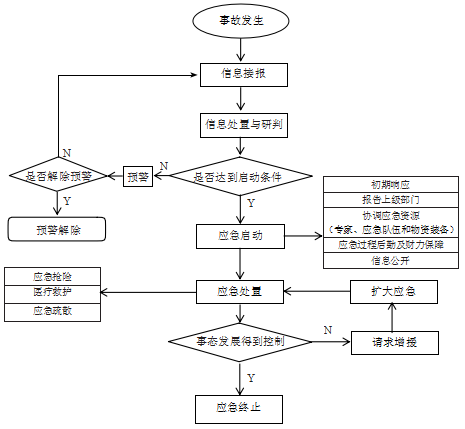 事故发生
信息接报
信息处置与研判
N
是否解除预警
预警
N
是否达到启动条件
Y
Y
预警解除
应急启动
初期响应
报告上级部门
协调应急资源
（专家、应急队伍和物资装备）
应急过程后勤及财力保障
信息公开
应急抢险
医疗救护
应急疏散
应急处置
扩大应急
事态发展得到控制
N
请求增援
Y
应急终止